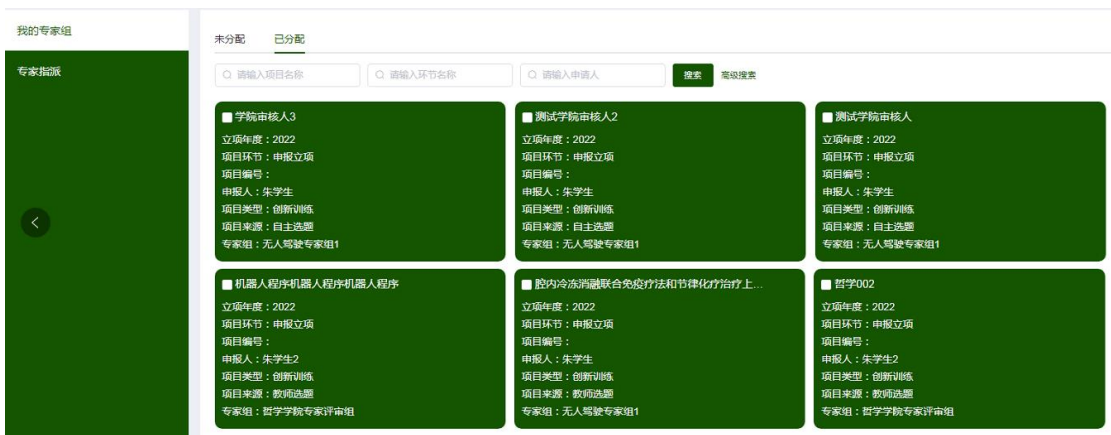 我的专家组
专家指派
未分配 已分配
请输入项目名称 请输入环节名称 请输入申请人 搜索 高级搜索
学院审核人3
立项年度：2022
项目环节：申报立项
项目编号：
申报人：朱学生
项目类型：创新训练
项目来源：自主选题
专家组：无人驾驶专家组1
测试学院审核人2
立项年度：2022
项目环节：申报立项
项目编号：
申报人：朱学生
项目类型：创新训练
项目来源：自主选题
专家组：无人驾驶专家组1
测试学院审核人
立项年度：2022
项目环节：申报立项
项目编号：
申报人：朱学生
项目类型：创新训练
项目来源：自主选题
专家组：无人驾驶专家组1
机器人程序机器人程序机器人程序
立项年度：2022
项目环节：申报立项
项目编号：
申报人：朱学生2
项目类型：创新训练
项目来源：教师选题
专家组：哲学学院专家评审组
腔内冷冻消融联合免疫疗法和节律化疗治疗上...
立项年度：2022
项目环节：申报立项
项目编号：
申报人：朱学生
项目类型：创新训练
项目来源：教师选题
专家组：无人驾驶专家组1
哲学002
立项年度：2022
项目环节：申报立项
项目编号：
申报人：朱学生2
项目类型：创新训练
项目来源：教师选题
专家组：哲学学院专家评审组